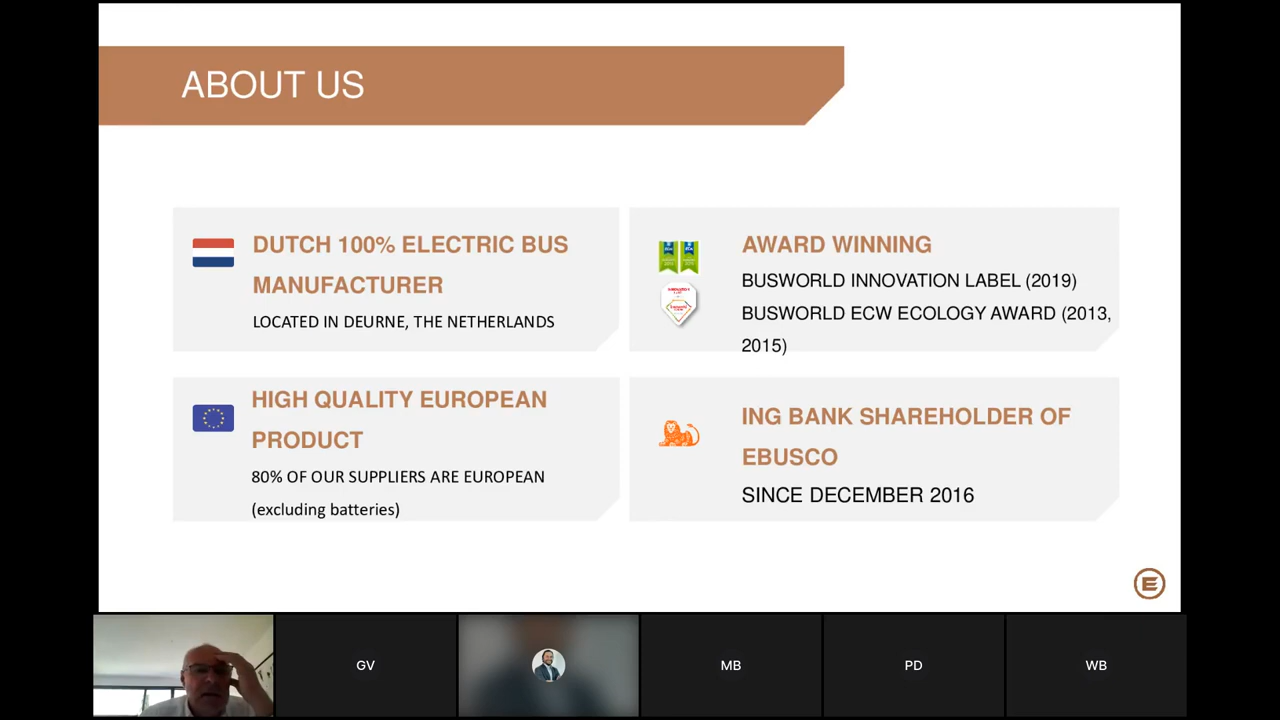 ABOUT US
DUTCH 100% ELECTRIC BUS
MANUFACTURER
LOCATED IN DEURNE, THE NETHERLANDS
AWARD WINNING
BUSWORLD INNOVATION LABEL (2019)
BUSWORLD ECW ECOLOGY AWARD (2013,
2015)
HIGH QUALITY EUROPEAN
PRODUCT
80% OF OUR SUPPLIERS ARE EUROPEAN
(excluding batteries)
ING BANK SHAREHOLDER OF
EBUSCO
SINCE DECEMBER 2016
GV
MB
PD
WB